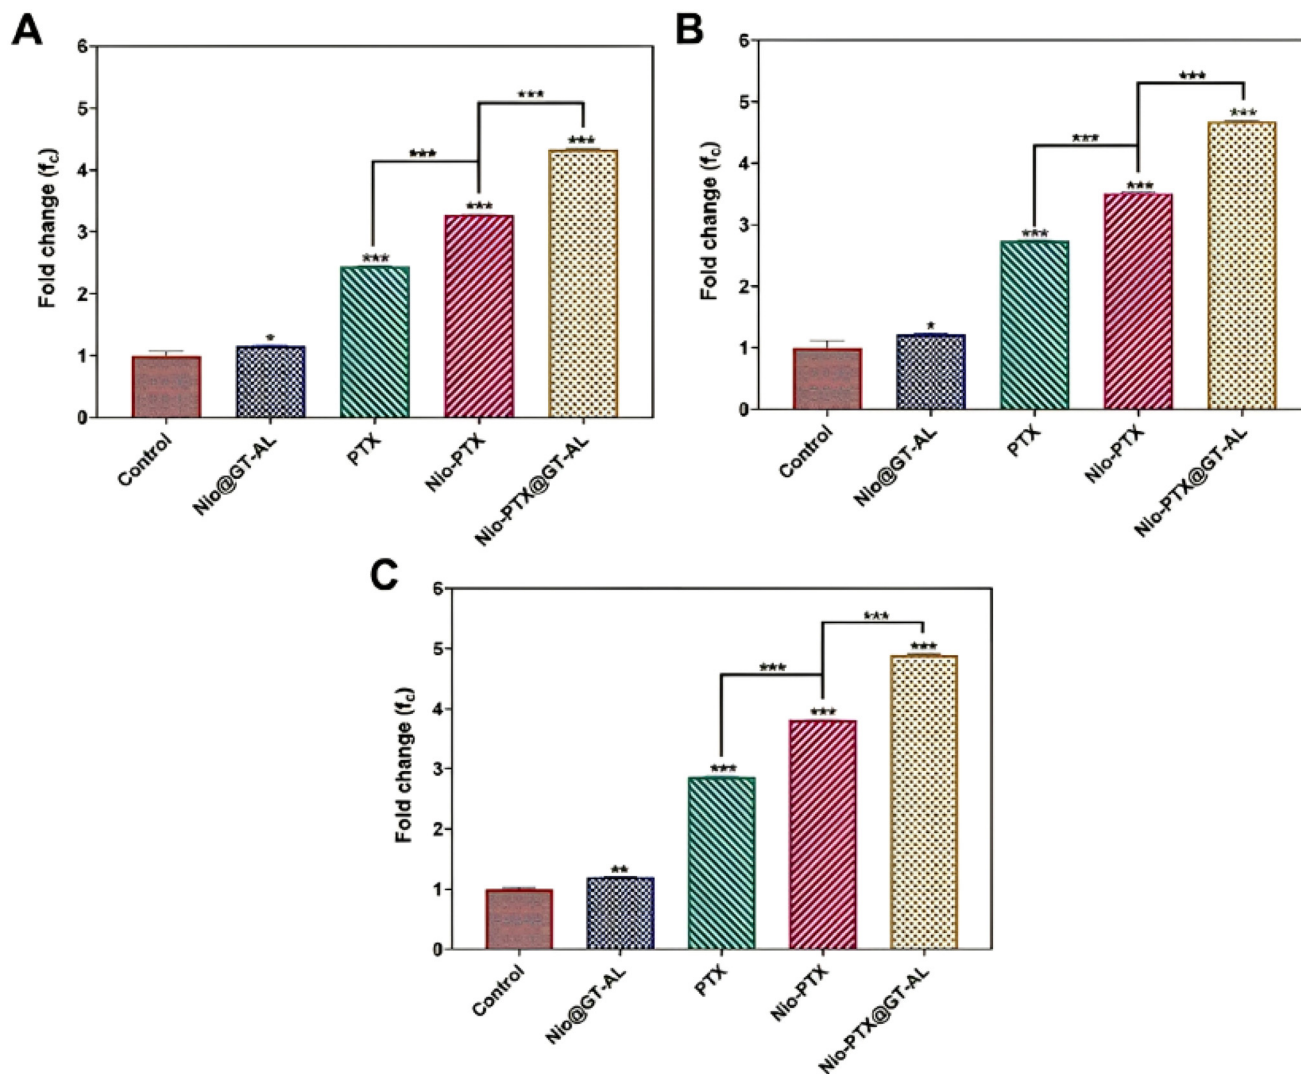 A
Fold change (fc)
6
5
4
3
2
1
0
***
***
***
***
***
*
Control
Nio@GT-AL
PTX
Nio-PTX
Nio-PTX@GT-AL
B
Fold change (fc)
6
5
4
3
2
1
0
***
***
***
***
***
*
Control
Nio@GT-AL
PTX
Nio-PTX
Nio-PTX@GT-AL
C
Fold change (fc)
6
5
4
3
2
1
0
***
***
***
***
***
**
Control
Nio@GT-AL
PTX
Nio-PTX
Nio-PTX@GT-AL